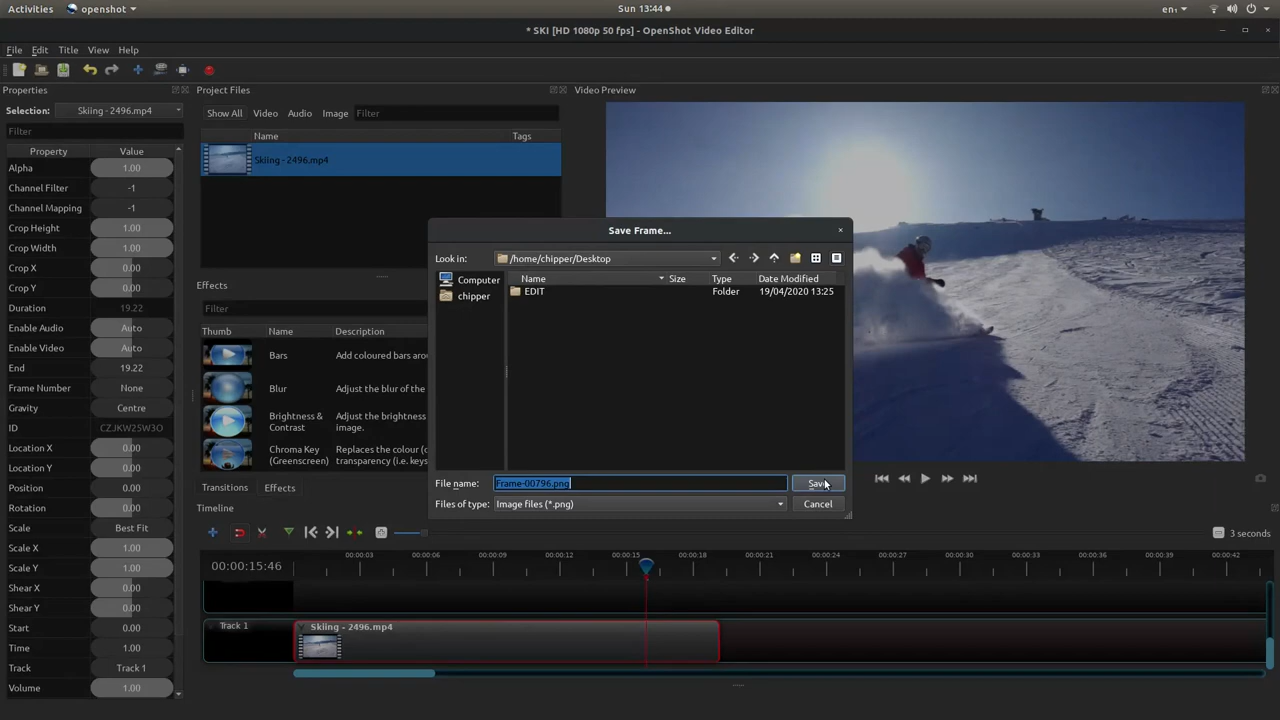 Activities openshot Sun 13:44 en₁
* SKI [HD 1080p 50 fps] - OpenShot Video Editor
File Edit Title View Help
Properties
Project Files
Video Preview
Selection: Skiing - 2496.mp4
Show All Video Audio Image Filter
Filter
Name Tags
Property Value
Skiing - 2496.mp4
Alpha 1.00
Channel Filter -1
Channel Mapping -1
Crop Height 1.00
Crop Width 1.00
Crop X 0.00
Crop Y 0.00
Duration 19.22
Enable Audio Auto
Enable Video Auto
End 19.22
Frame Number None
Gravity Centre
ID CZJKW25W3O
Location X 0.00
Location Y 0.00
Position 0.00
Rotation 0.00
Scale Best Fit
Scale X 1.00
Scale Y 1.00
Shear X 0.00
Shear Y 0.00
Start 0.00
Time 1.00
Track Track 1
Volume 1.00
Effects
Filter
Thumb Name Description
Bars Add coloured bars arou
Blur Adjust the blur of the
Brightness & Contrast Adjust the brightness
image.
Chroma Key (Greenscreen) Replaces the colour (
transparency (i.e. keyi
Transitions Effects
Save Frame...
Look in: /home/chipper/Desktop
Computer
chipper
Name Size Type Date Modified
EDIT Folder 19/04/2020 13:25
File name: Frame-00796.png Save
Files of type: Image files (*.png) Cancel
Timeline
3 seconds
00:00:15:46
00:00:03 00:00:06 00:00:09 00:00:12 00:00:15 00:00:18 00:00:21 00:00:24 00:00:27 00:00:30 00:00:33 00:00:36 00:00:39 00:00:42
Track 1
Skiing - 2496.mp4